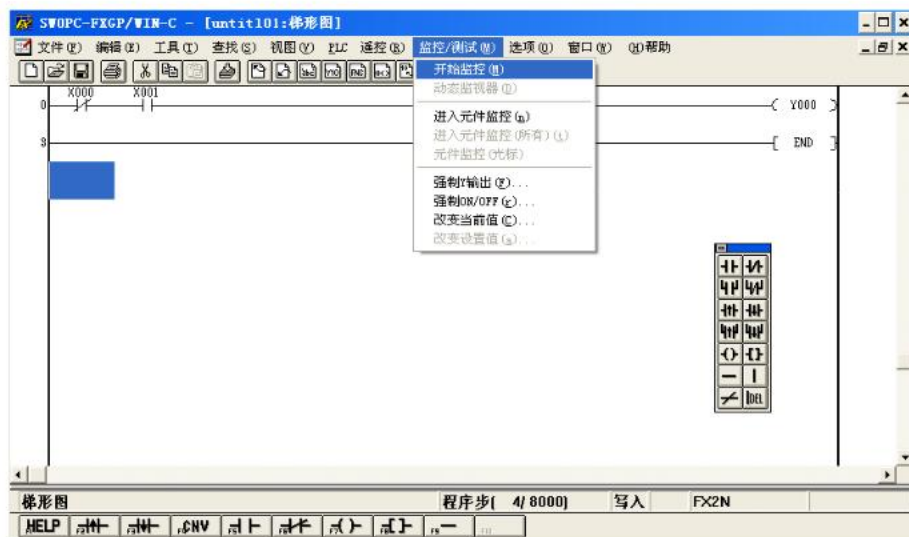 SWOPC-FXGP/WIN-C - [untit101:梯形图]
文件(F) 编辑(E) 工具(T) 查找(S) 视图(V) PLC 遥控(R) 监控/测试(M) 选项(O) 窗口(W) (H)帮助
开始监控(M)
动态监视器(D)
进入元件监控(n)
进入元件监控(所有)(t)
元件监控(光标)
强制Y输出(F)...
强制ON/OFF(r)...
改变当前值(C)...
改变设置值(s)...
X000 X001
0 Y000
3 END
DEL
梯形图 程序步( 4/ 8000) 写入 FX2N
HELP CNV